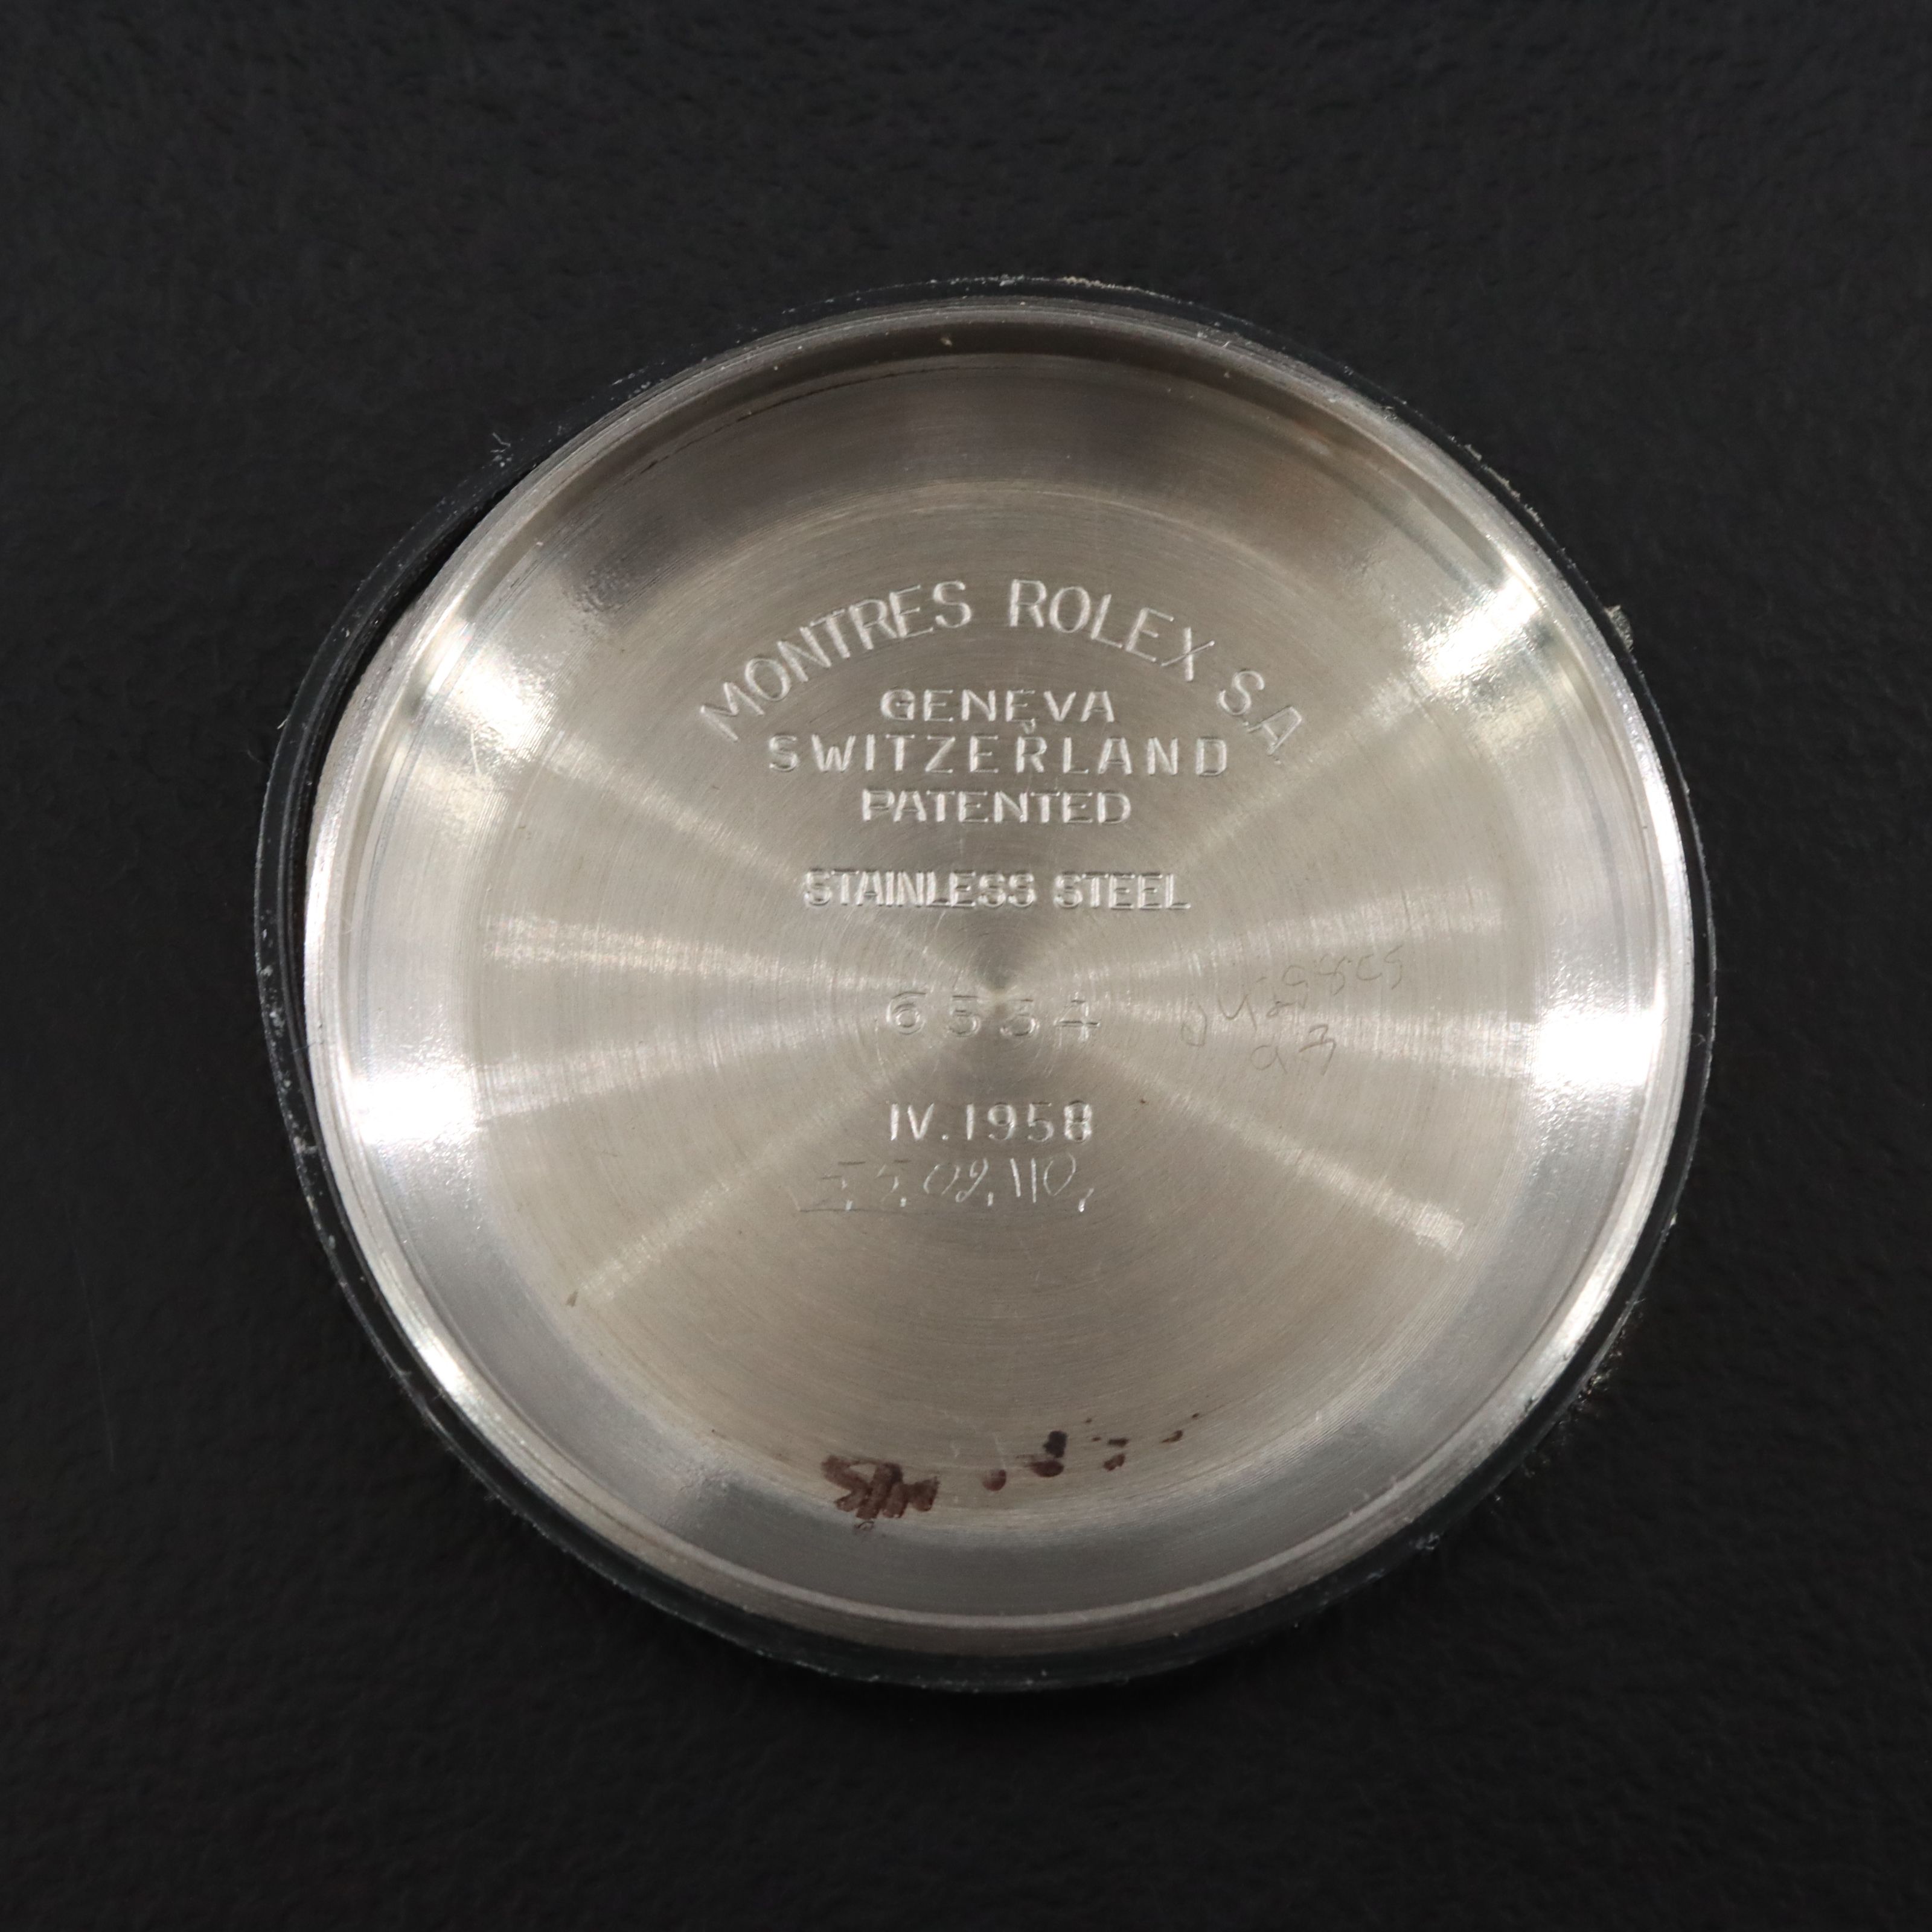 MONTRES ROLEX S.A.
GENEVA
SWITZERLAND
PATENTED
STAINLESS STEEL
6534
IV.1958